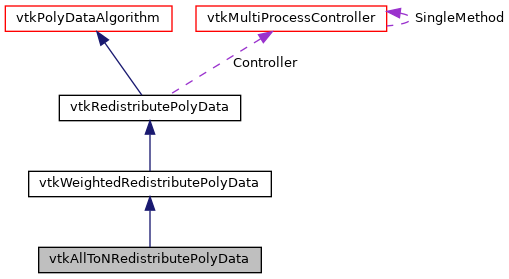 vtkPolyDataAlgorithm
vtkMultiProcessController
SingleMethod
Controller
vtkRedistributePolyData
vtkWeightedRedistributePolyData
vtkAllToNRedistributePolyData